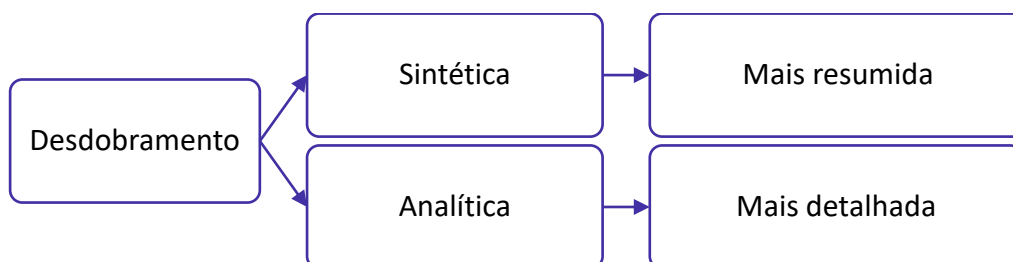 Desdobramento
Sintética
Mais resumida
Analítica
Mais detalhada